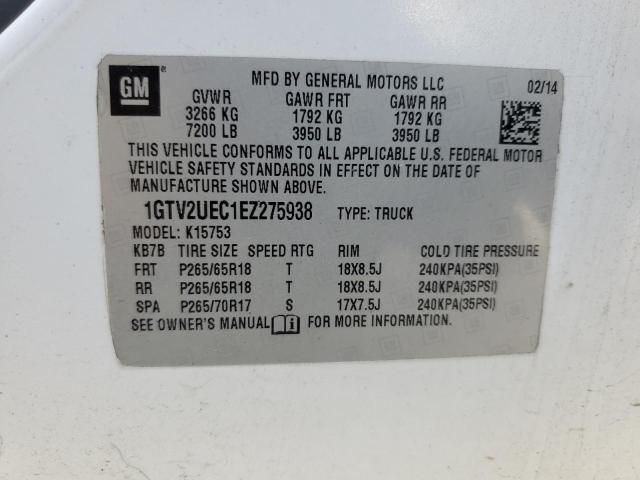 GM
MFD BY GENERAL MOTORS LLC 02/14
GVWR GAWR FRT GAWR RR
3266 KG 1792 KG 1792 KG
7200 LB 3950 LB 3950 LB
THIS VEHICLE CONFORMS TO ALL APPLICABLE U.S. FEDERAL MOTOR
VEHICLE SAFETY STANDARDS IN EFFECT ON THE DATE OF
MANUFACTURE SHOWN ABOVE.
1GTV2UEC1EZ275938 TYPE: TRUCK
MODEL: K15753
KB7B TIRE SIZE SPEED RTG RIM COLD TIRE PRESSURE
FRT P265/65R18 T 18X8.5J 240KPA(35PSI)
RR P265/65R18 T 18X8.5J 240KPA(35PSI)
SPA P265/70R17 S 17X7.5J 240KPA(35PSI)
SEE OWNER'S MANUAL FOR MORE INFORMATION.